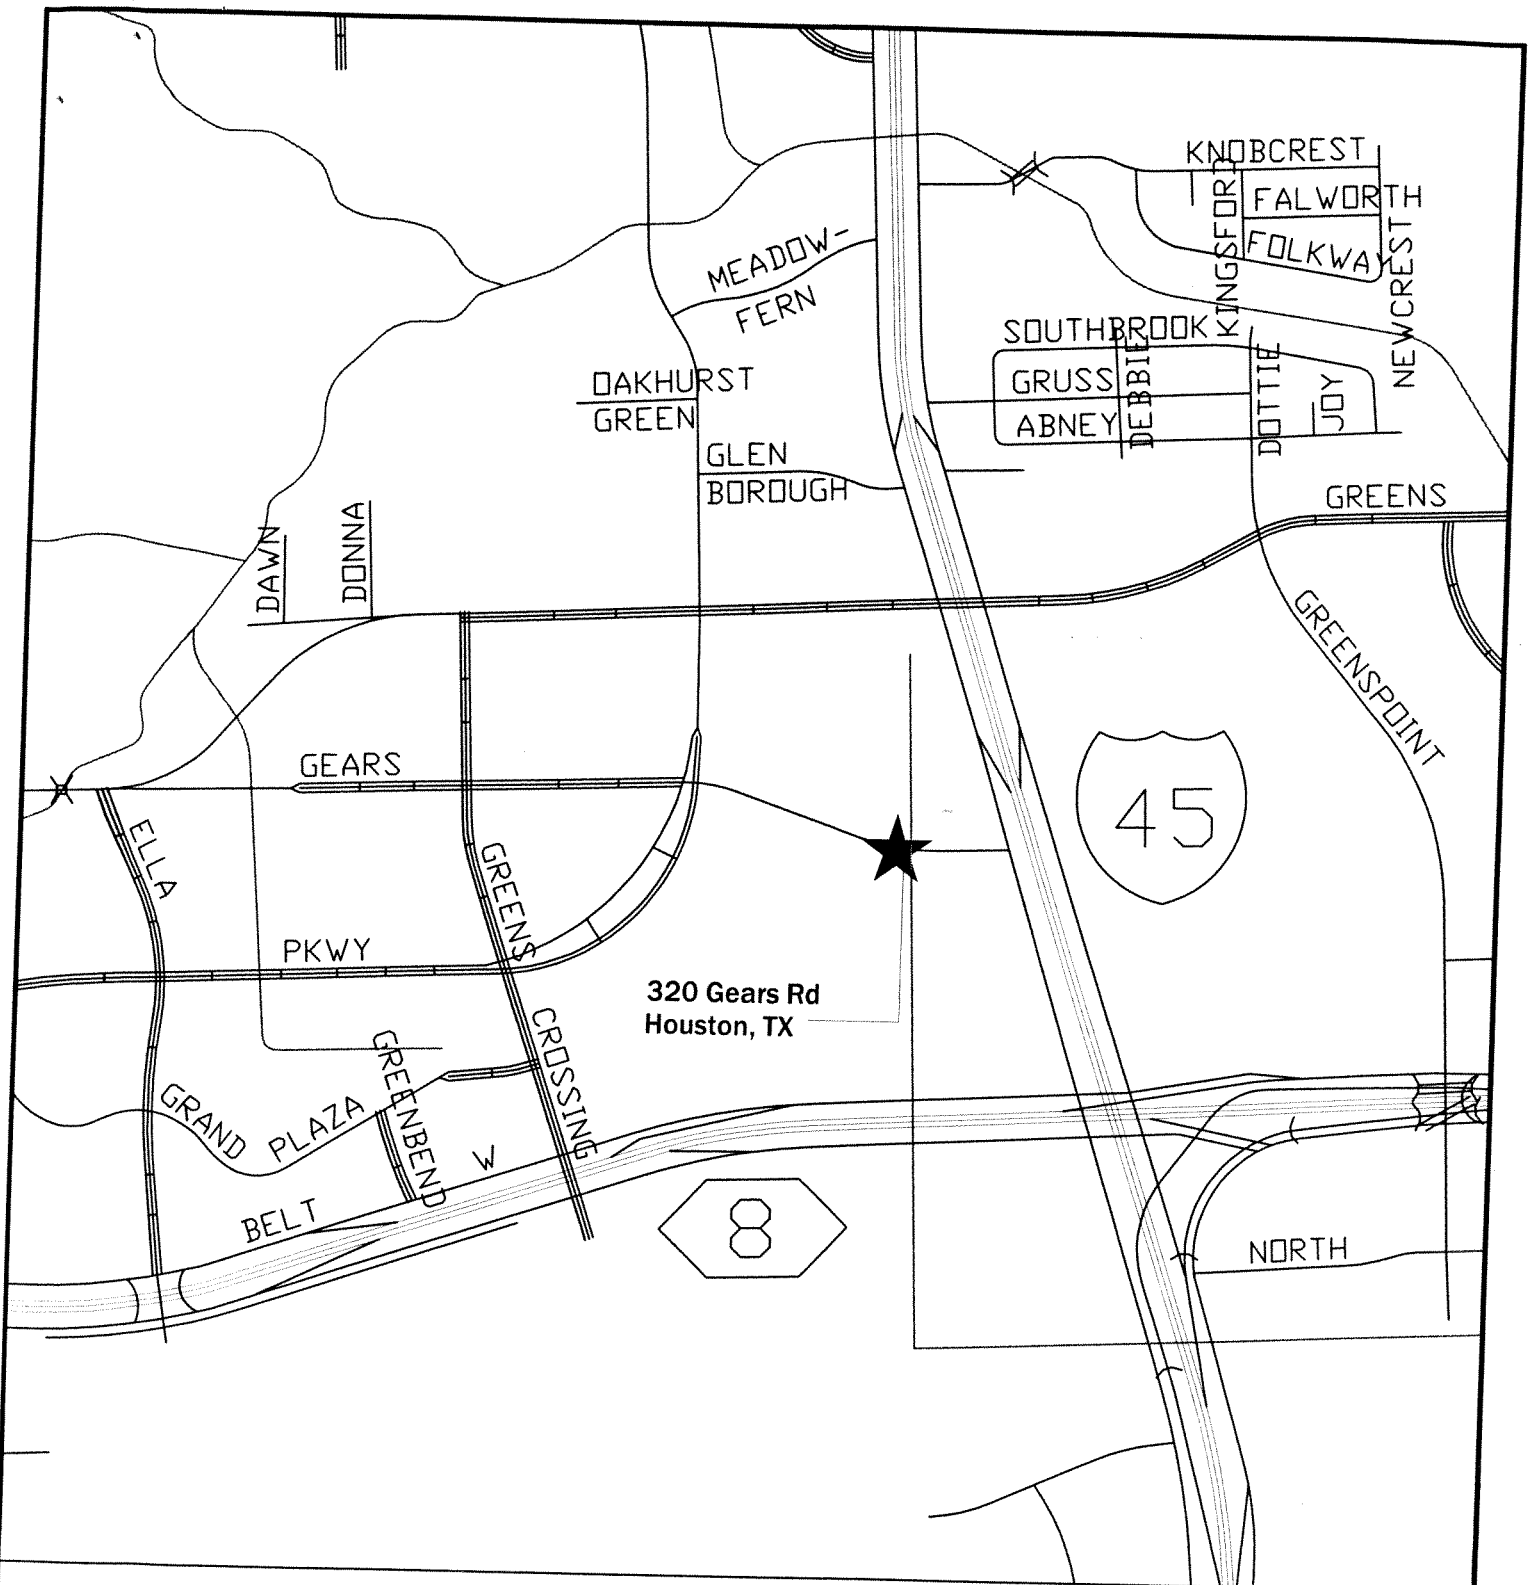 KNOBCREST
KINGSFORD
FALWORTH
FOLKWAY
NEWCREST
MEADOW-
FERN
SOUTHBROOK
OAKHURST
GREEN
GRUSS
ABNEY
DEBBIE
DOTTIE
JOY
GLEN
BOROUGH
GREENS
DAWN
DONNA
GREENSPOINT
GEARS
45
ELLA
GREENS
CROSSING
PKWY
320 Gears Rd
Houston, TX
GRAND
PLAZA
GREENBEND
W
BELT
8
NORTH